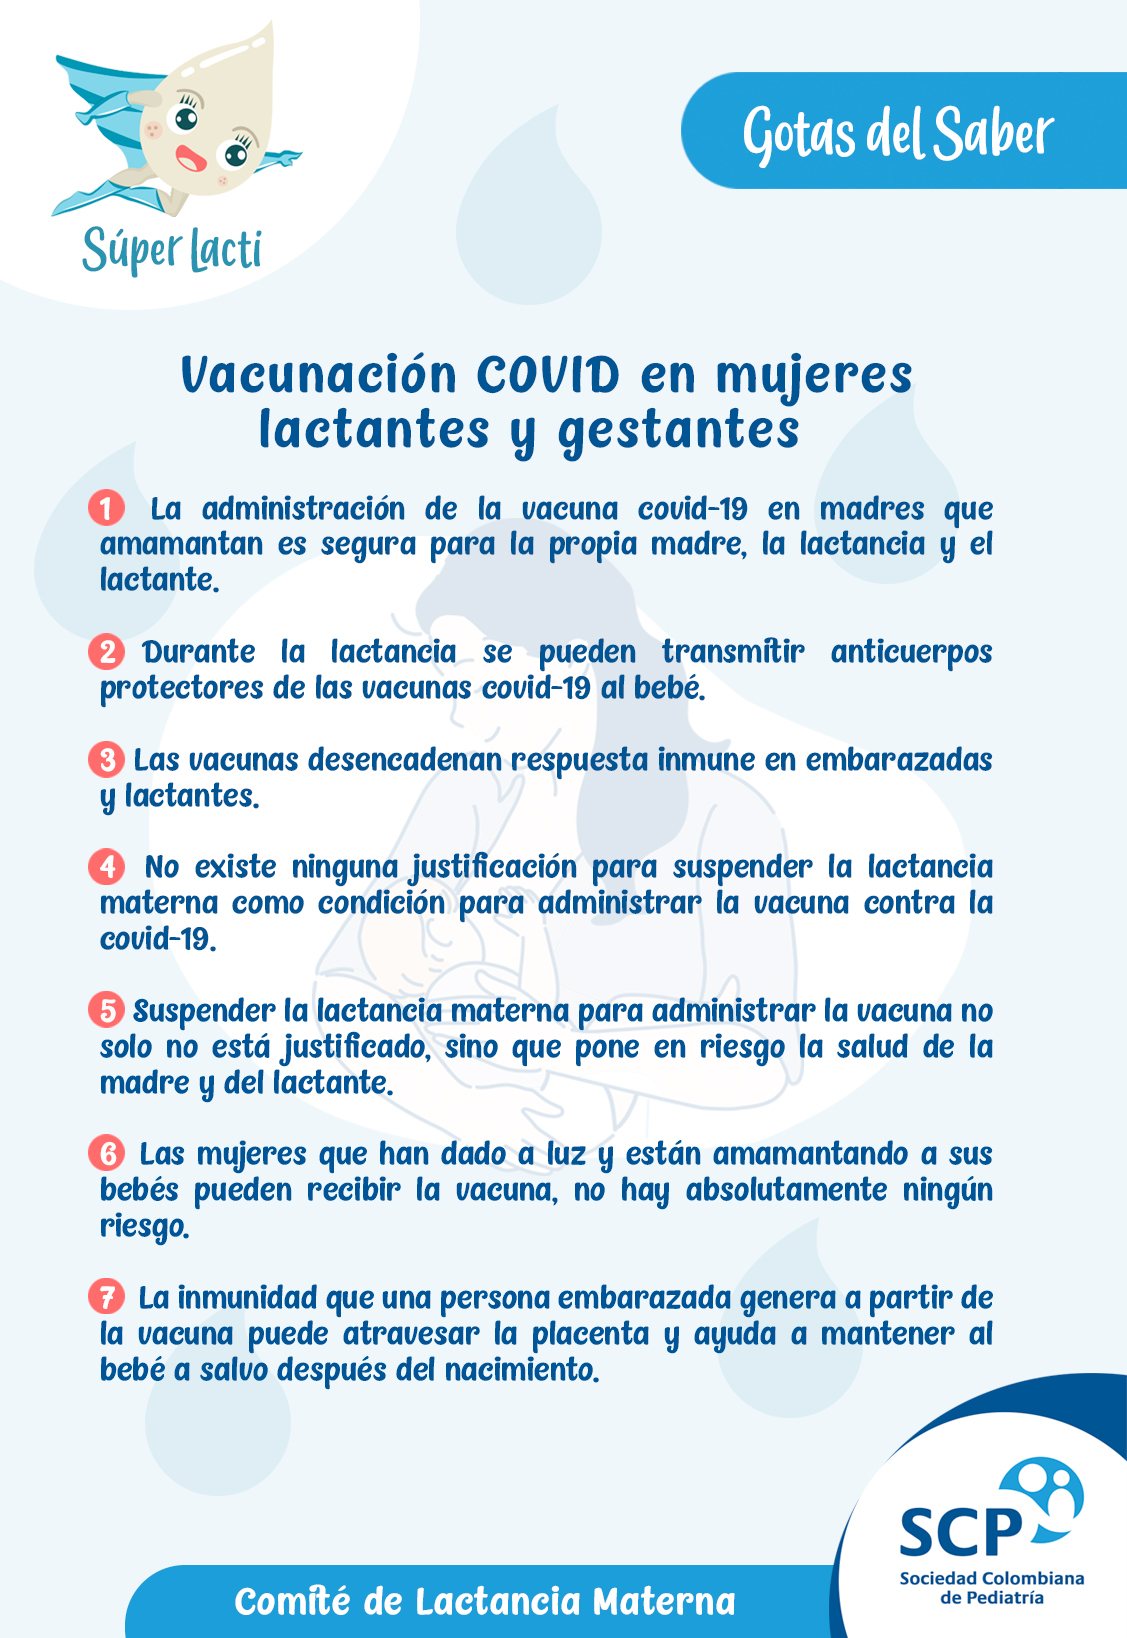 Súper Lacti
Gotas del Saber
Vacunación COVID en mujeres
lactantes y gestantes
1 La administración de la vacuna covid-19 en madres que
amamantan es segura para la propia madre, la lactancia y el
lactante.
2 Durante la lactancia se pueden transmitir anticuerpos
protectores de las vacunas covid-19 al bebé.
3 Las vacunas desencadenan respuesta inmune en embarazadas
y lactantes.
4 No existe ninguna justificación para suspender la lactancia
materna como condición para administrar la vacuna contra la
covid-19.
5 Suspender la lactancia materna para administrar la vacuna no
solo no está justificado, sino que pone en riesgo la salud de la
madre y del lactante.
6 Las mujeres que han dado a luz y están amamantando a sus
bebés pueden recibir la vacuna, no hay absolutamente ningún
riesgo.
7 La inmunidad que una persona embarazada genera a partir de
la vacuna puede atravesar la placenta y ayuda a mantener al
bebé a salvo después del nacimiento.
SCP
Sociedad Colombiana
de Pediatría
Comité de Lactancia Materna